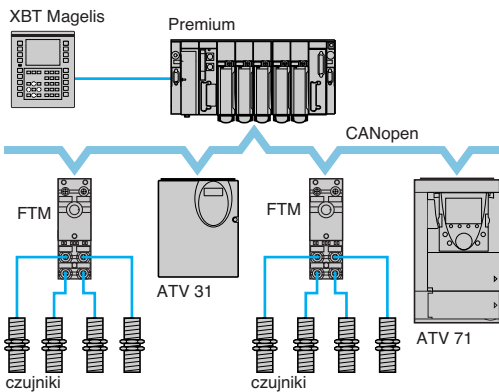 XBT Magelis
Premium
CANopen
FTM
ATV 31
FTM
ATV 71
czujniki
czujniki